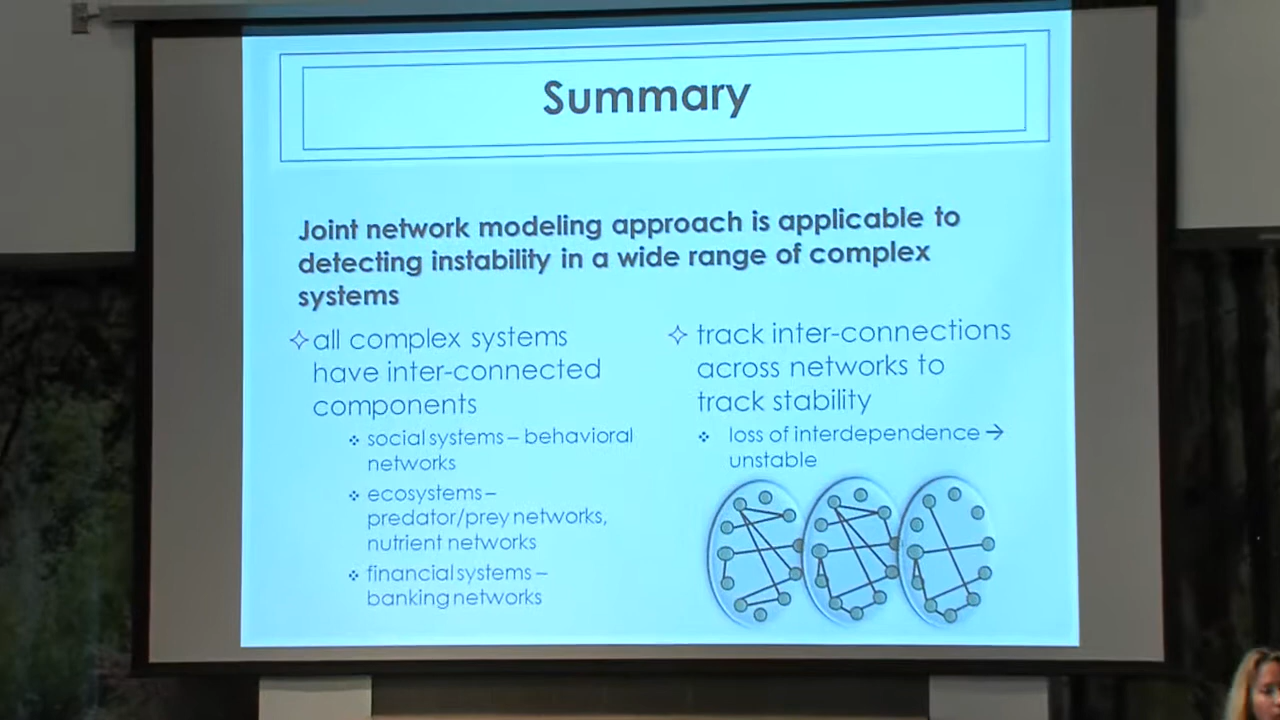 Summary
Joint network modeling approach is applicable to
detecting instability in a wide range of complex
systems
all complex systems
have inter-connected
components
social systems – behavioral
networks
ecosystems –
predator/prey networks,
nutrient networks
financial systems –
banking networks
track inter-connections
across networks to
track stability
loss of interdependence →
unstable